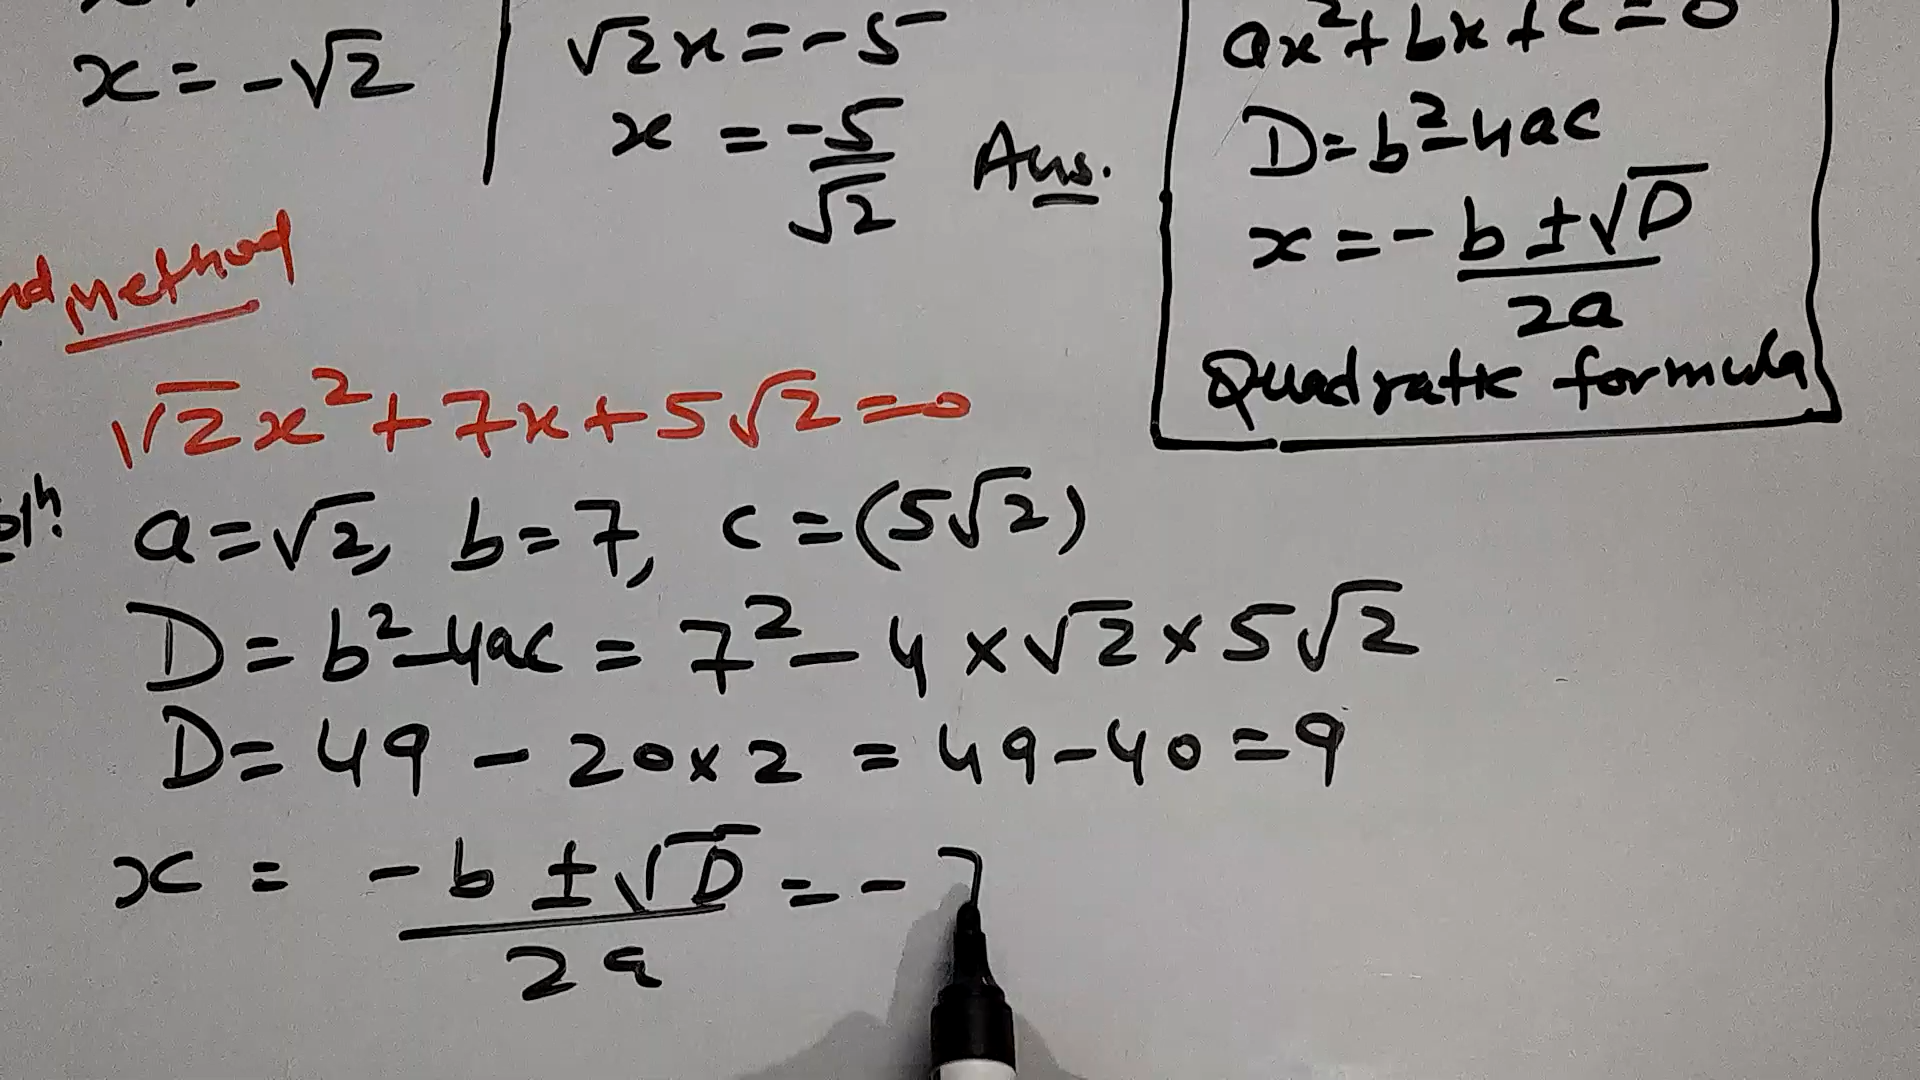 x = -√2
√2x = -5
x = -5/√2 Ans.
ax²+bx+c=0
D=b²-4ac
x = -b ±√D / 2a
Quadratic formula
nd Method
√2x²+7x+5√2=0
a=√2, b=7, c=(5√2)
D=b²-4ac = 7²-4×√2×5√2
D=49-20×2 = 49-40=9
x = -b ±√D / 2a = -7